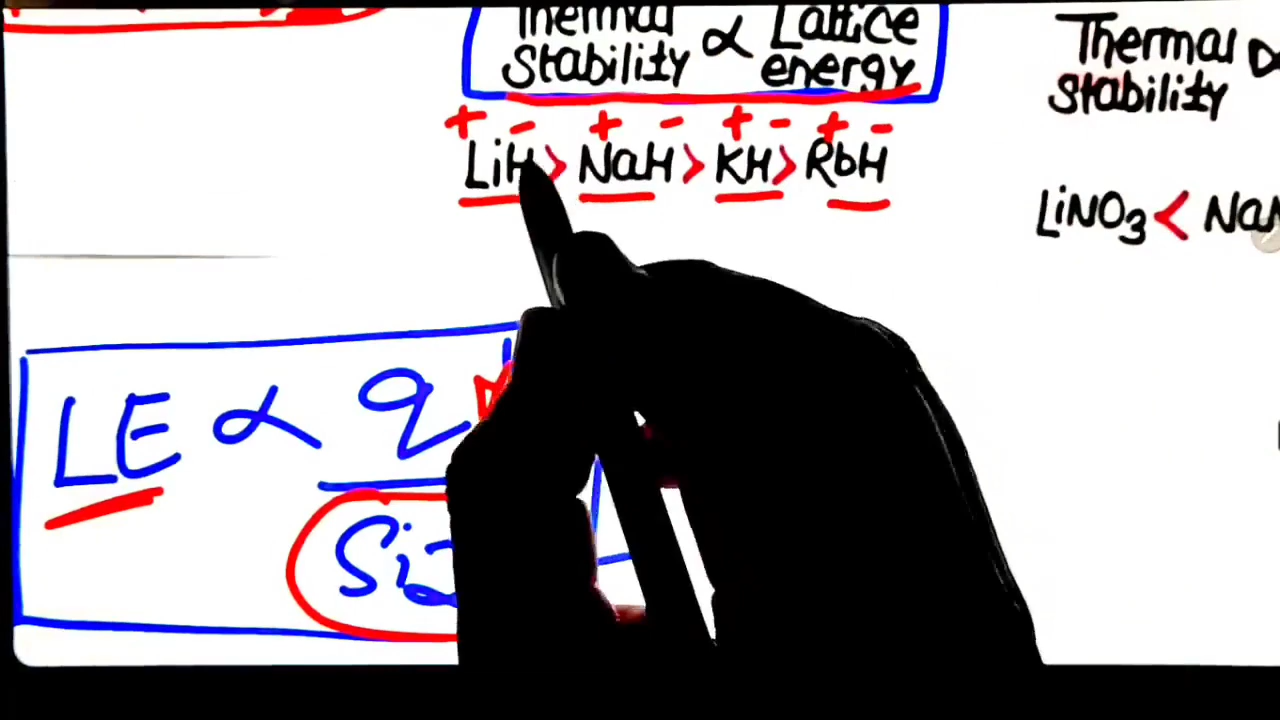 Thermal
Stability ∝ Lattice energy
+ - + - + - + -
LiH > NaH > KH > RbH
Thermal
Stability
LiNO₃ <
LE ∝ q